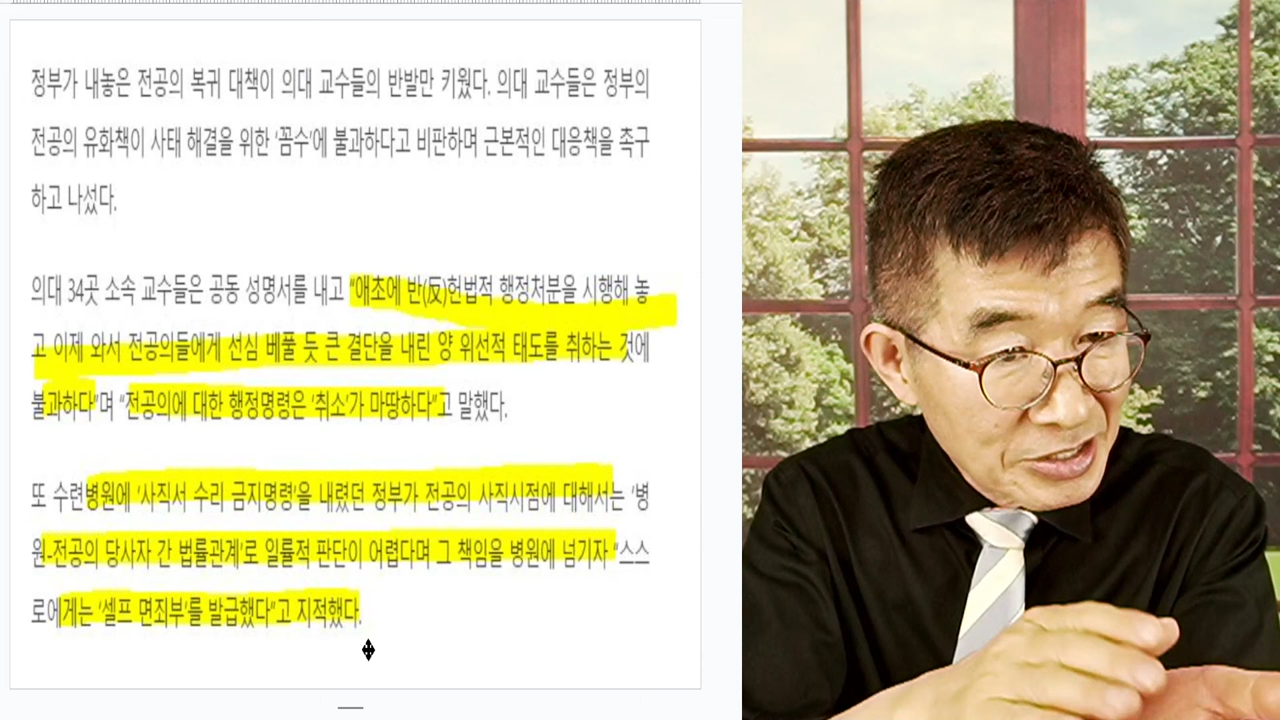 정부가 내놓은 전공의 복귀 대책이 의대 교수들의 반발만 키웠다. 의대 교수들은 정부의
전공의 유화책이 사태 해결을 위한 '꼼수'에 불과하다고 비판하며 근본적인 대응책을 촉구
하고 나섰다.
의대 34곳 소속 교수들은 공동 성명서를 내고 “애초에 반(反)헌법적 행정처분을 시행해 놓
고 이제 와서 전공의들에게 선심 베풀 듯 큰 결단을 내린 양 위선적 태도를 취하는 것에
불과하다”며 “전공의에 대한 행정명령은 '취소'가 마땅하다”고 말했다.
또 수련병원에 '사직서 수리 금지명령'을 내렸던 정부가 전공의 사직시점에 대해서는 '병
원-전공의 당사자 간 법률관계'로 일률적 판단이 어렵다며 그 책임을 병원에 넘기자 “스스
로에게는 '셀프 면죄부'를 발급했다”고 지적했다.